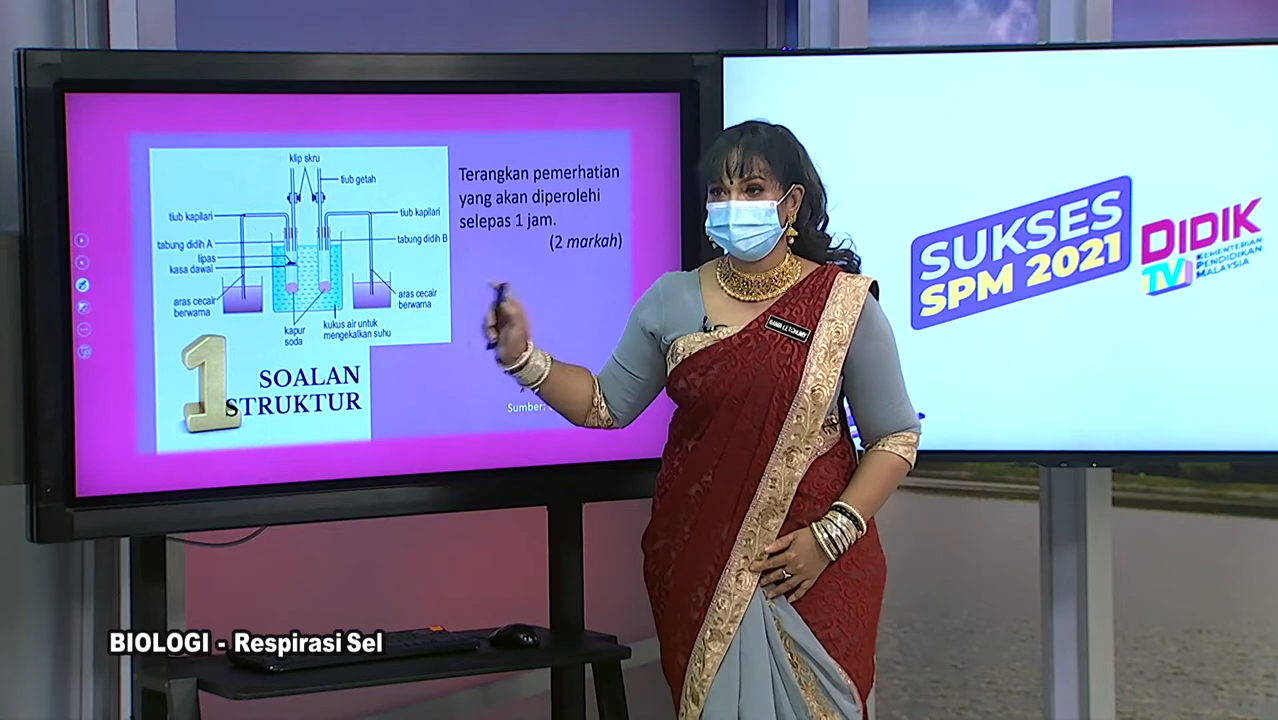 klip skru
tiub getah
tiub kapilari
tiub kapilari
tabung didih A
tabung didih B
lipas
kasa dawai
aras cecair
berwarna
aras cecair
berwarna
kapur
soda
kukus air untuk
mengekalkan suhu
Terangkan pemerhatian
yang akan diperolehi
selepas 1 jam.
(2 markah)
1
SOALAN
STRUKTUR
Sumber:
SUKSES
SPM 2021
DIDIK
TV
KEMENTERIAN
PENDIDIKAN
MALAYSIA
BIOLOGI - Respirasi Sel